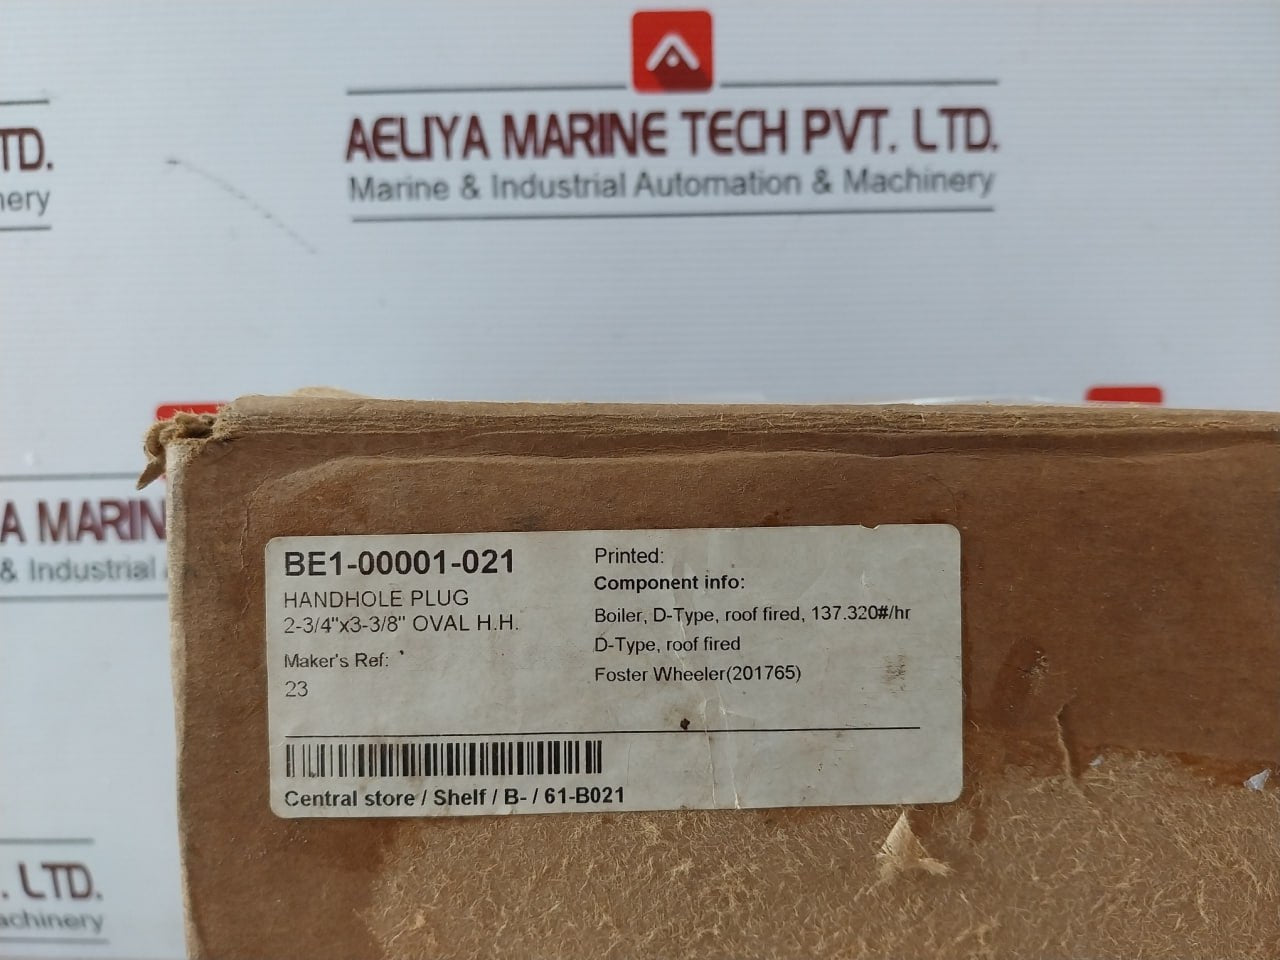 AELIYA MARINE TECH PVT. LTD.
Marine & Industrial Automation & Machinery
TD.
nery
A MARIN
& Industrial
. LTD.
achinery
BE1-00001-021
HANDHOLE PLUG
2-3/4"x3-3/8" OVAL H.H.
Maker's Ref:
23
Printed:
Component info:
Boiler, D-Type, roof fired, 137.320#/hr
D-Type, roof fired
Foster Wheeler(201765)
Central store / Shelf / B- / 61-B021